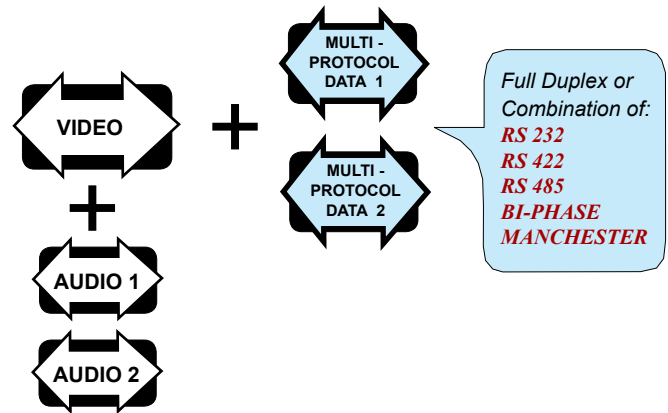 VIDEO
+
MULTI -
PROTOCOL
DATA 1
MULTI -
PROTOCOL
DATA 2
Full Duplex or
Combination of:
RS 232
RS 422
RS 485
BI-PHASE
MANCHESTER
+
AUDIO 1
AUDIO 2